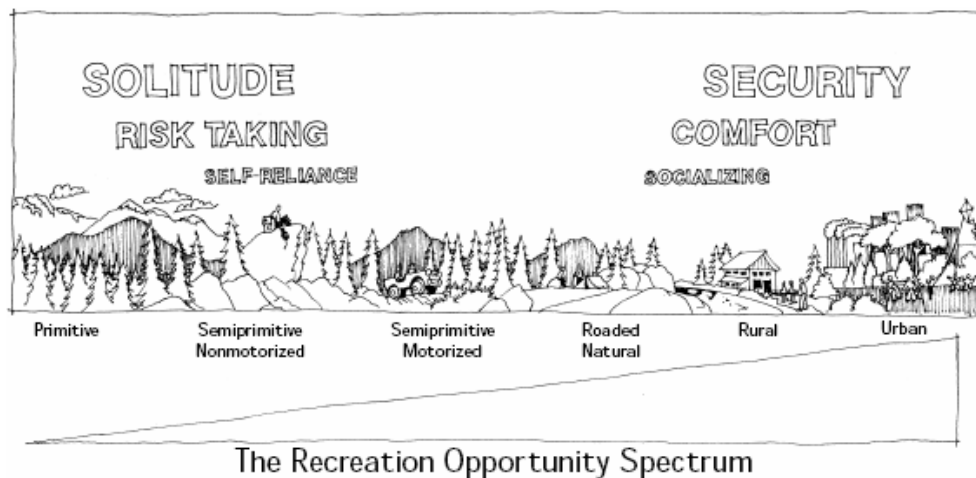 SOLITUDE
RISK TAKING
SELF-RELIANCE
SECURITY
COMFORT
SOCIALIZING
Primitive
Semiprimitive
Nonmotorized
Semiprimitive
Motorized
Roaded
Natural
Rural
Urban
The Recreation Opportunity Spectrum